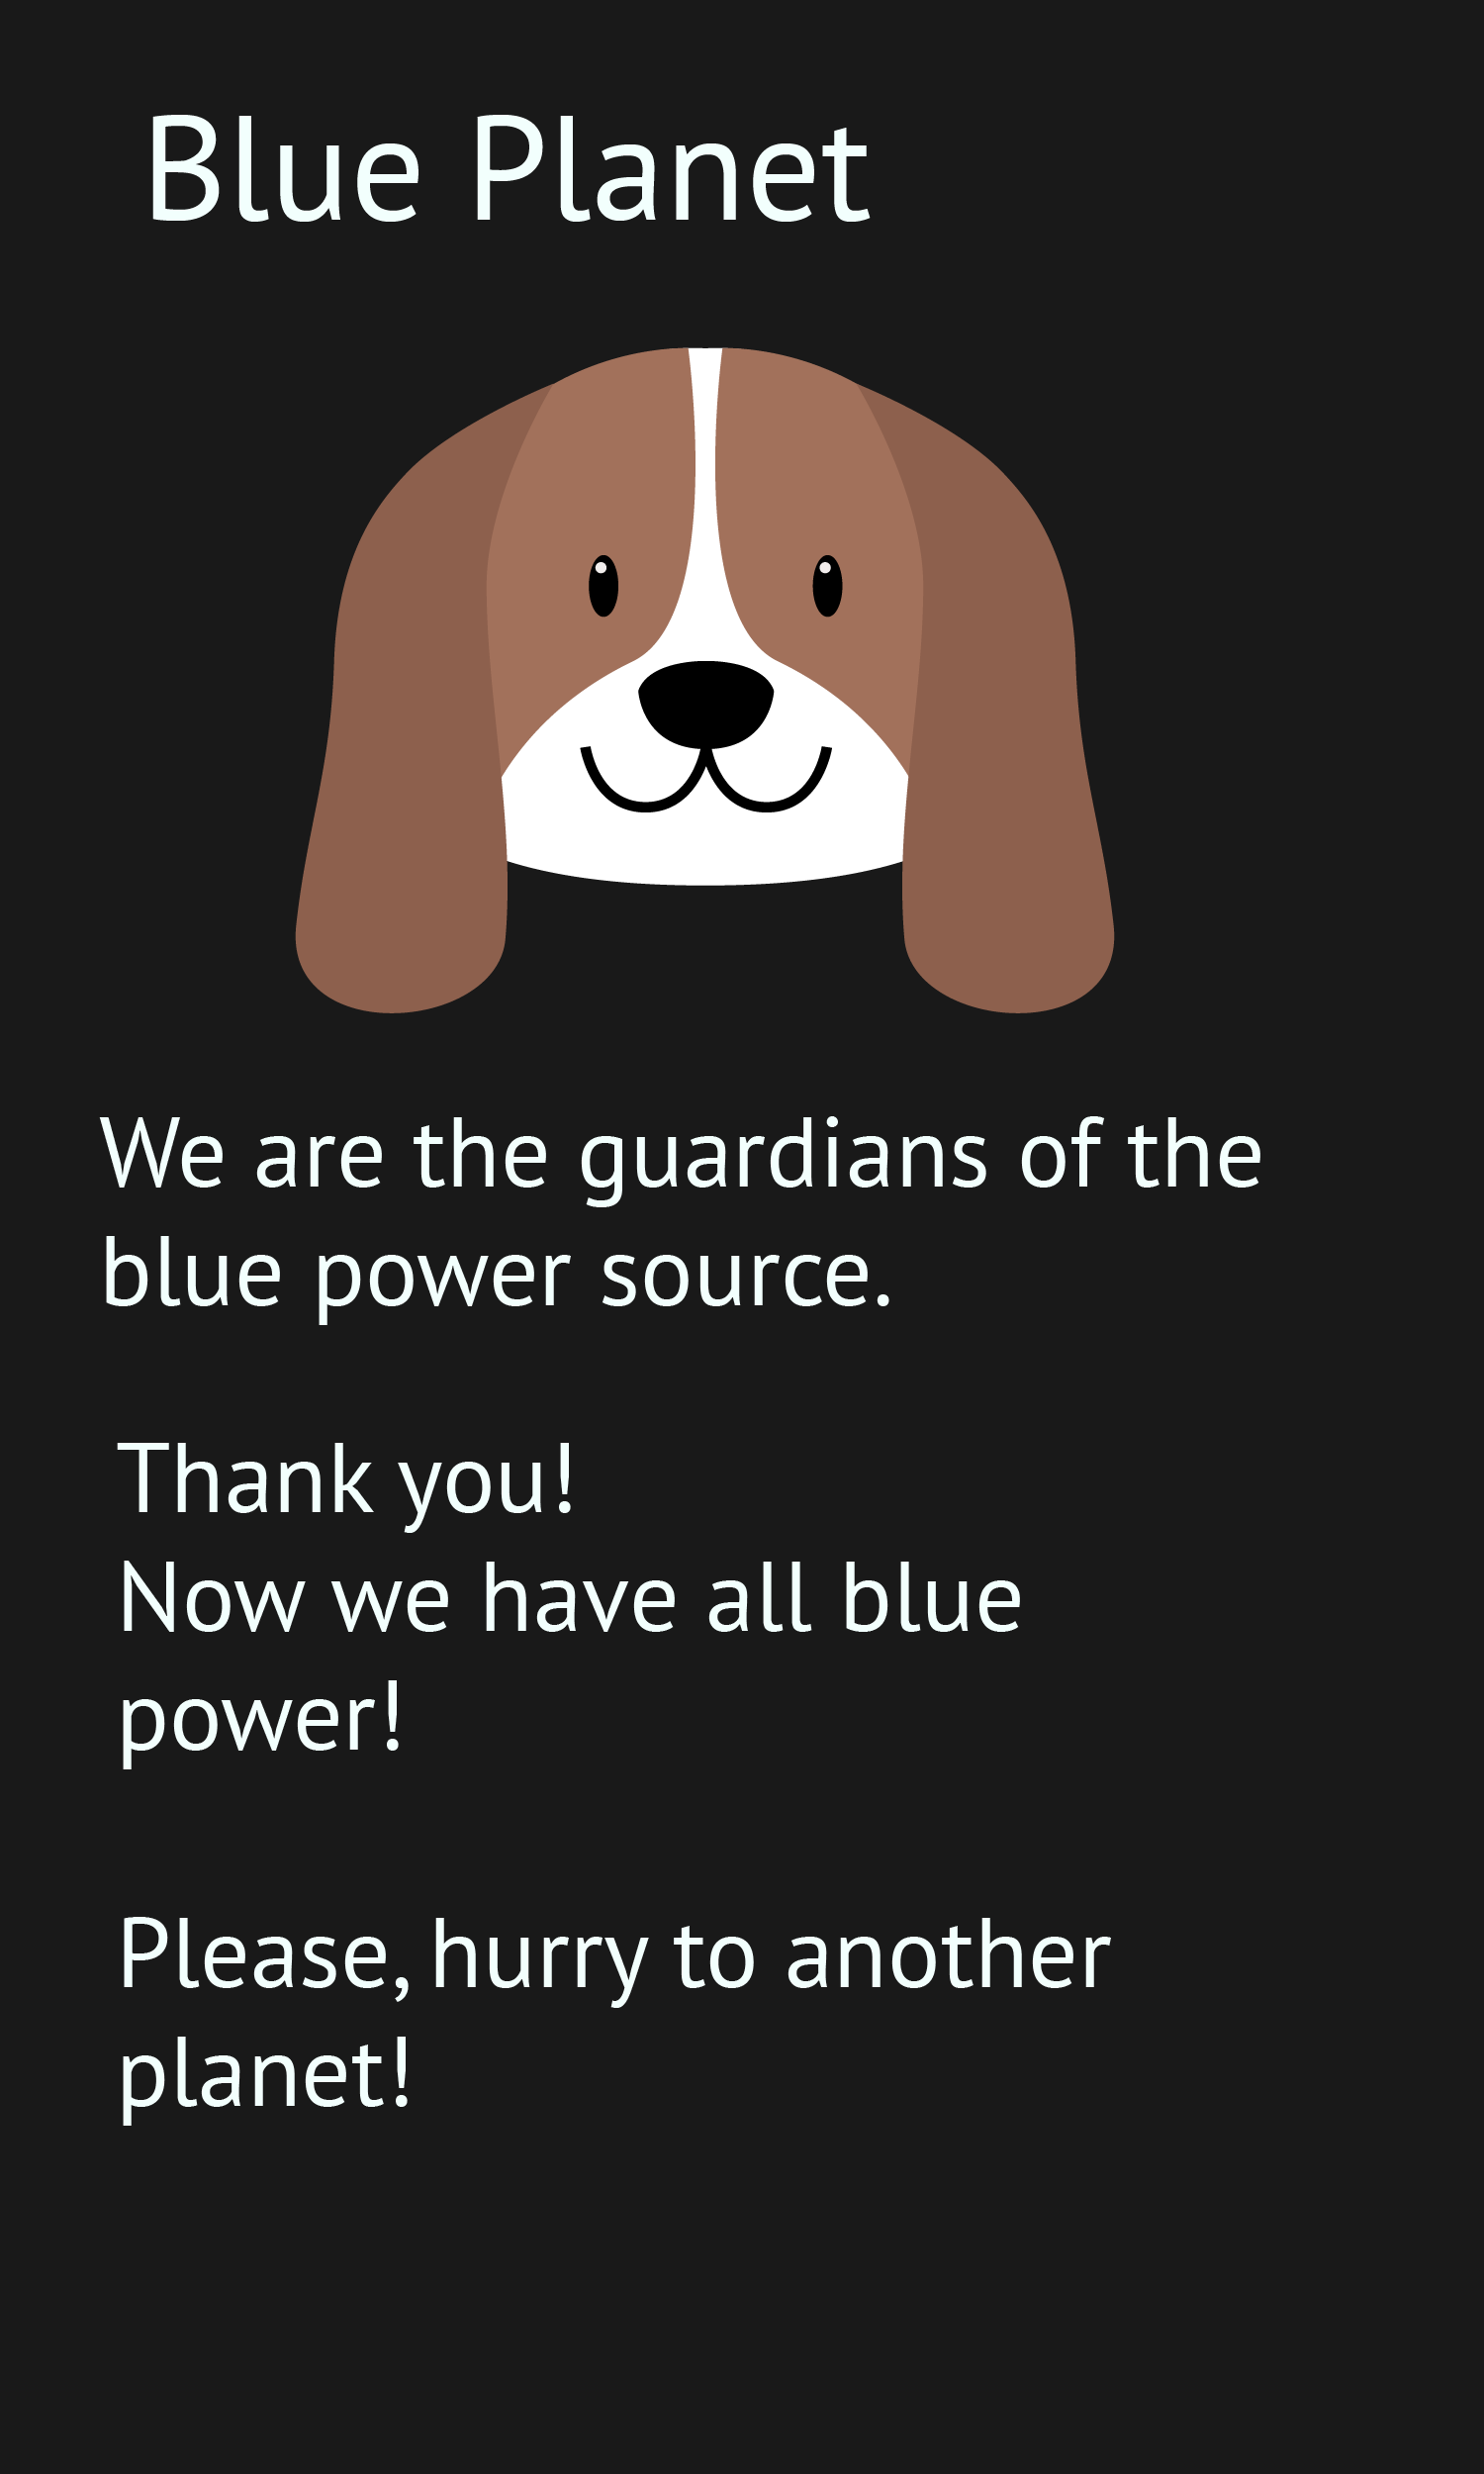 Blue Planet
We are the guardians of the
blue power source.
Thank you!
Now we have all blue
power!
Please, hurry to another
planet!